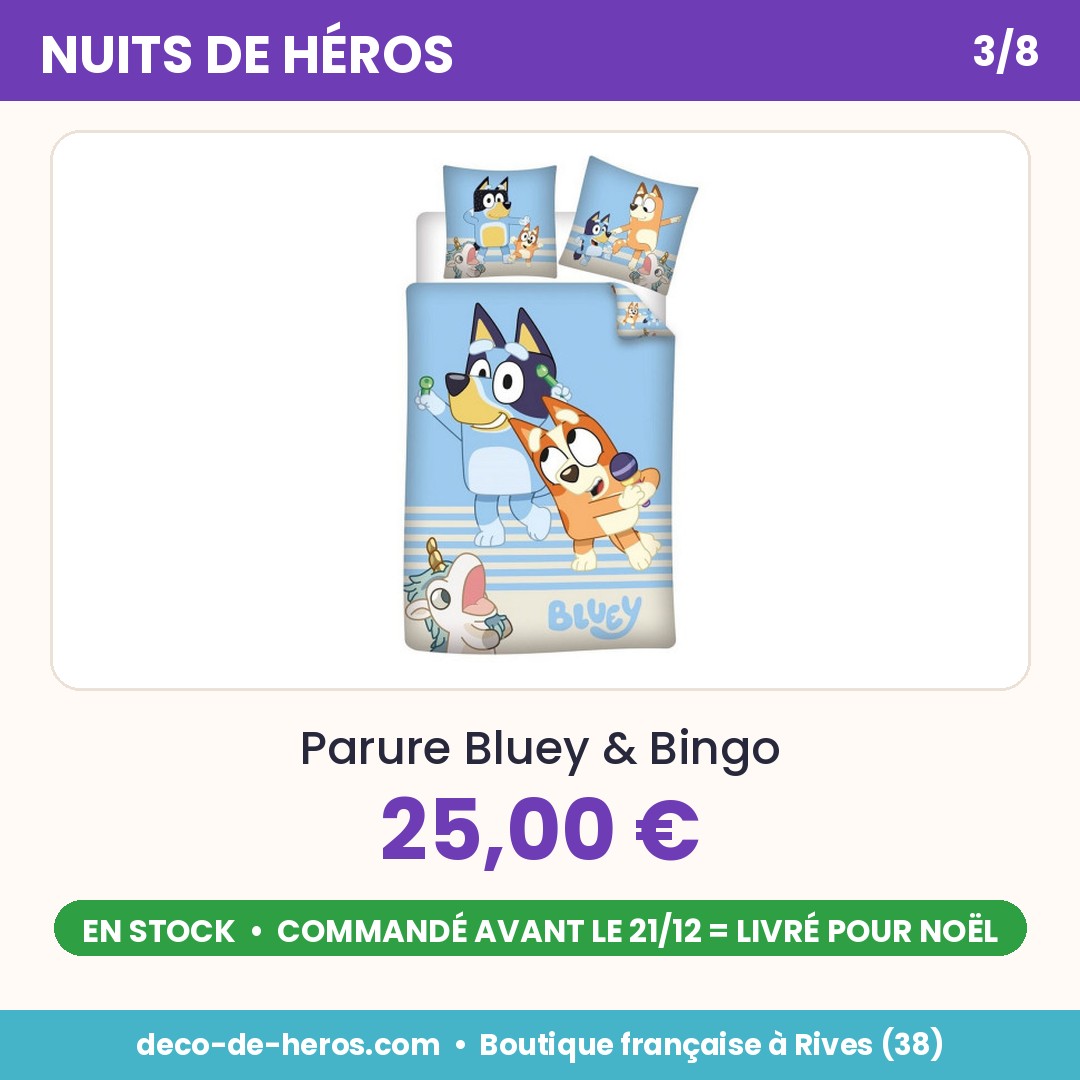 NUITS DE HÉROS
3/8
BLUEY
Parure Bluey & Bingo
25,00 €
EN STOCK • COMMANDÉ AVANT LE 21/12 = LIVRÉ POUR NOËL
deco-de-heros.com • Boutique française à Rives (38)